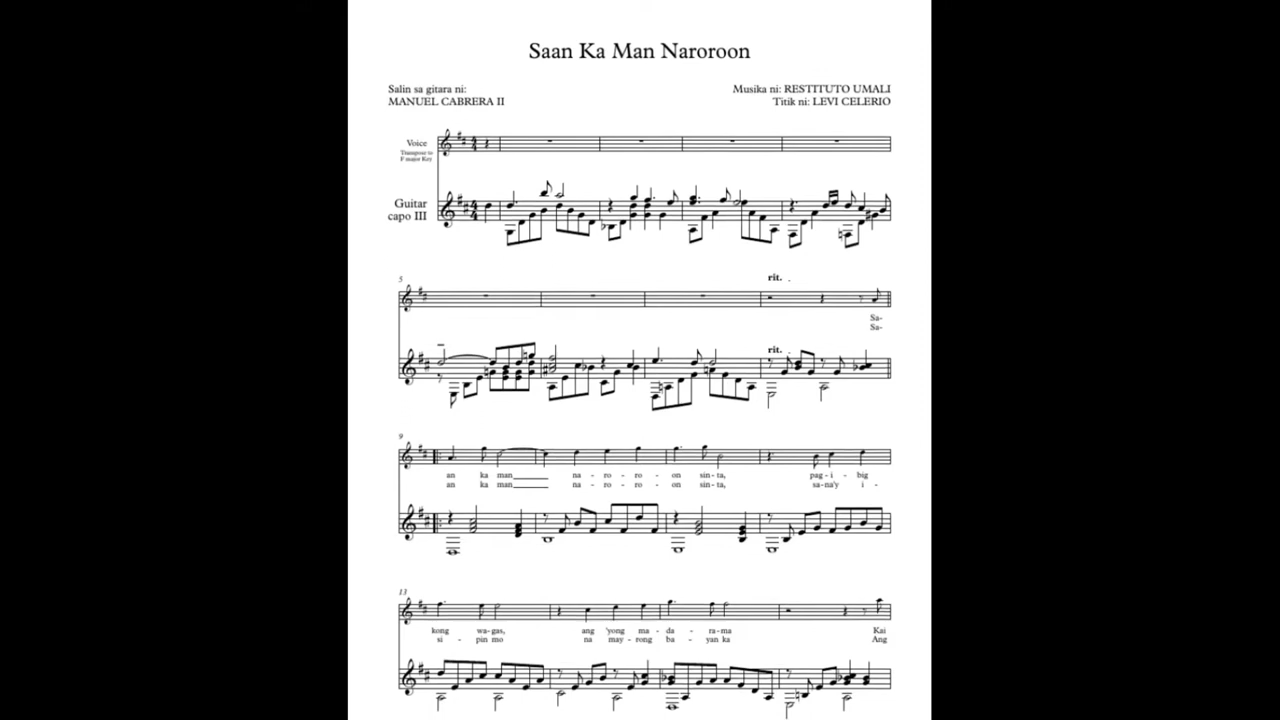 Saan Ka Man Naroroon
Salin sa gitara ni:
MANUEL CABRERA II
Musika ni: RESTITUTO UMALI
Titik ni: LEVI CELERIO
Voice
Transpose to
F major Key
Guitar
capo III
5
rit.
Sa-
Sa-
rit.
9
an ka man na - ro - ro - on sin - ta, pag - i - big
an ka man na - ro - ro - on sin - ta, sa-na'y i -
13
kong wa - gas, ang 'yong ma - da - ra - ma Kai
si - pin mo na may - rong ba - yan ka Ang